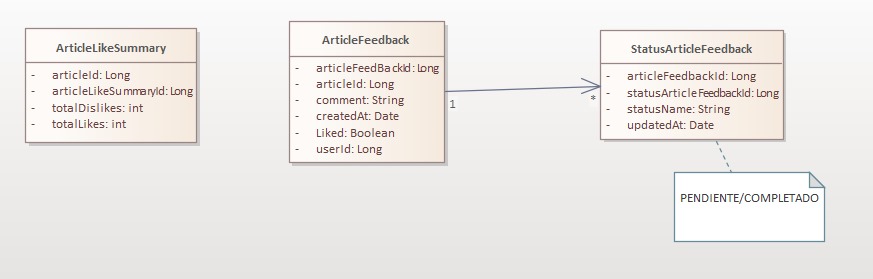 ArticleLikeSummary
- articleId: Long
- articleLikeSummaryId: Long
- totalDislikes: int
- totalLikes: int
ArticleFeedback
- articleFeedBackId: Long
- articleId: Long
- comment: String
- createdAt: Date
- Liked: Boolean
- userId: Long
1
*
StatusArticleFeedback
- articleFeedbackId: Long
- statusArticleFeedbackId: Long
- statusName: String
- updatedAt: Date
PENDIENTE/COMPLETADO